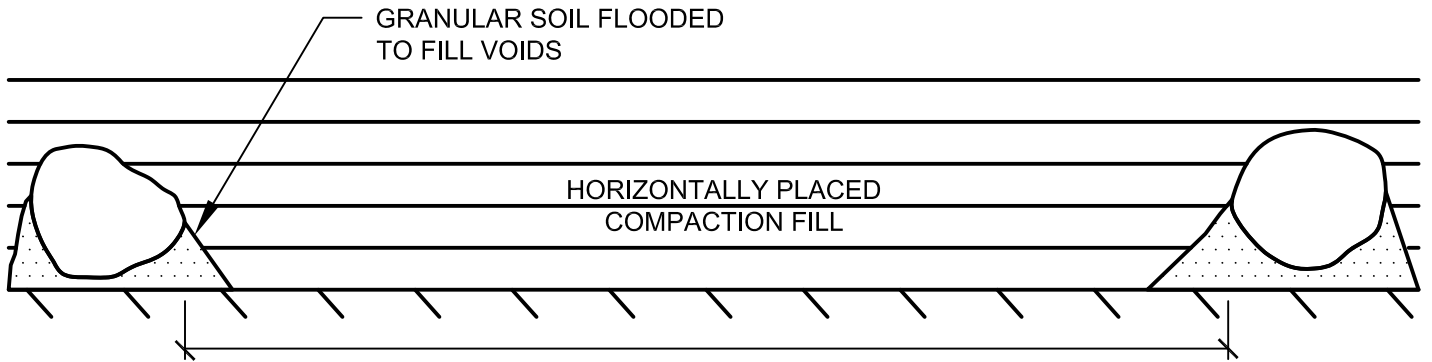 GRANULAR SOIL FLOODED
TO FILL VOIDS
HORIZONTALLY PLACED
COMPACTION FILL